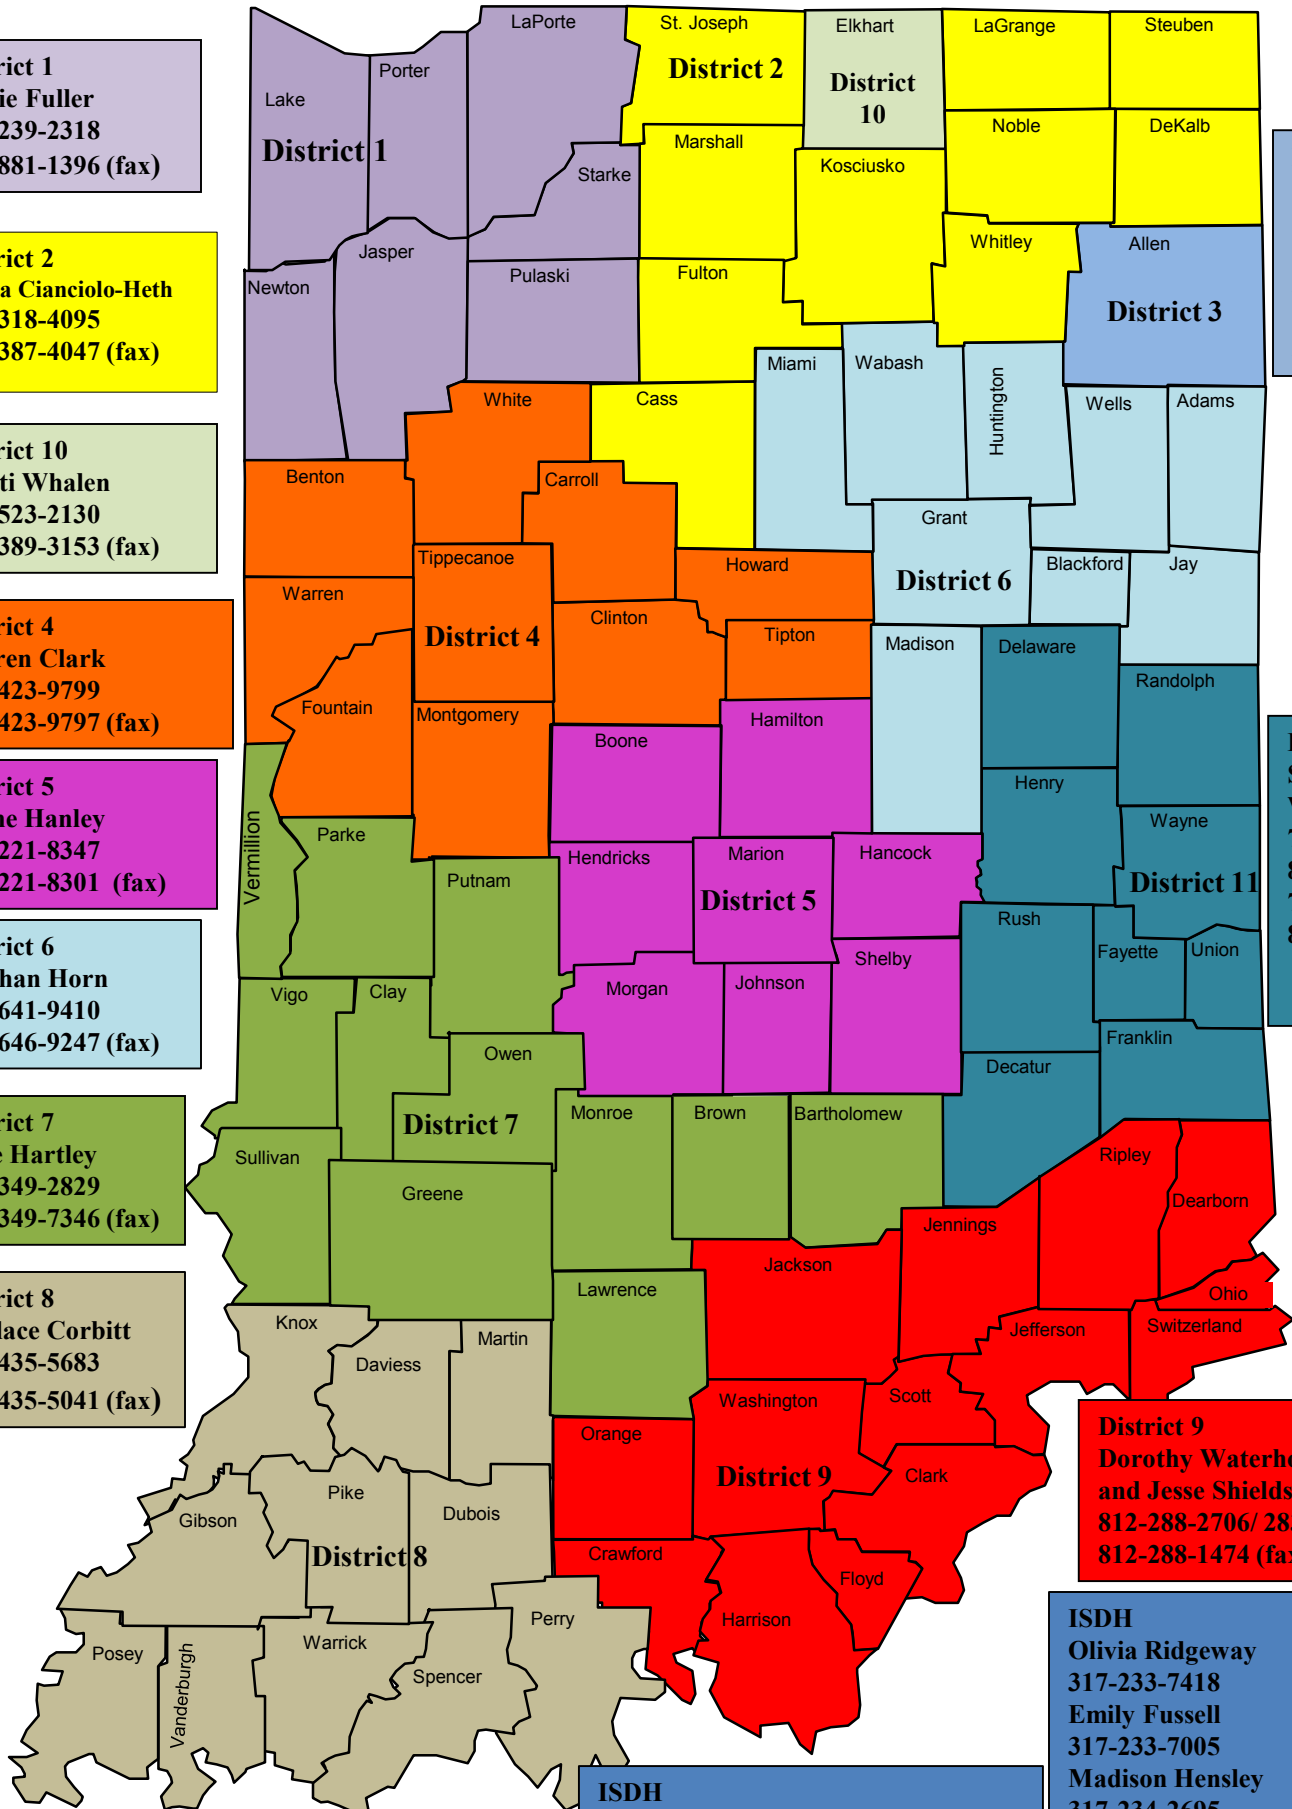 LaPorte
St. Joseph
District 2
Elkhart
District
10
LaGrange
Steuben
Porter
Lake
District 1
Starke
Marshall
Kosciusko
Noble
DeKalb
Jasper
Newton
Pulaski
Fulton
Whitley
Allen
District 3
White
Cass
Miami
Wabash
Huntington
Wells
Adams
Benton
Carroll
Grant
District 6
Blackford
Jay
Tippecanoe
Howard
Warren
District 4
Clinton
Tipton
Madison
Delaware
Randolph
Fountain
Montgomery
Boone
Hamilton
Henry
Vermillion
Parke
Putnam
Hendricks
Marion
District 5
Hancock
Wayne
District 11
Rush
Fayette
Union
Vigo
Clay
Morgan
Johnson
Shelby
Owen
Decatur
Franklin
District 7
Monroe
Brown
Bartholomew
Sullivan
Greene
Ripley
Dearborn
Jennings
Jackson
Ohio
Lawrence
Knox
Martin
Daviess
Jefferson
Switzerland
Washington
Scott
Orange
District 9
Clark
Pike
Gibson
Dubois
District 8
Crawford
Floyd
Harrison
Perry
Posey
Vanderburgh
Warrick
Spencer
rict 1
ie Fuller
239-2318
881-1396 (fax)
rict 2
a Cianciolo-Heth
318-4095
387-4047 (fax)
rict 10
ti Whalen
523-2130
389-3153 (fax)
rict 4
ren Clark
423-9799
423-9797 (fax)
rict 5
ne Hanley
221-8347
221-8301 (fax)
rict 6
han Horn
641-9410
646-9247 (fax)
rict 7
e Hartley
349-2829
349-7346 (fax)
rict 8
lace Corbitt
435-5683
435-5041 (fax)
District 9
Dorothy Waterh
and Jesse Shields
812-288-2706/ 28
812-288-1474 (fa
ISDH
Olivia Ridgeway
317-233-7418
Emily Fussell
317-233-7005
Madison Hensley
317-234-2695
ISDH